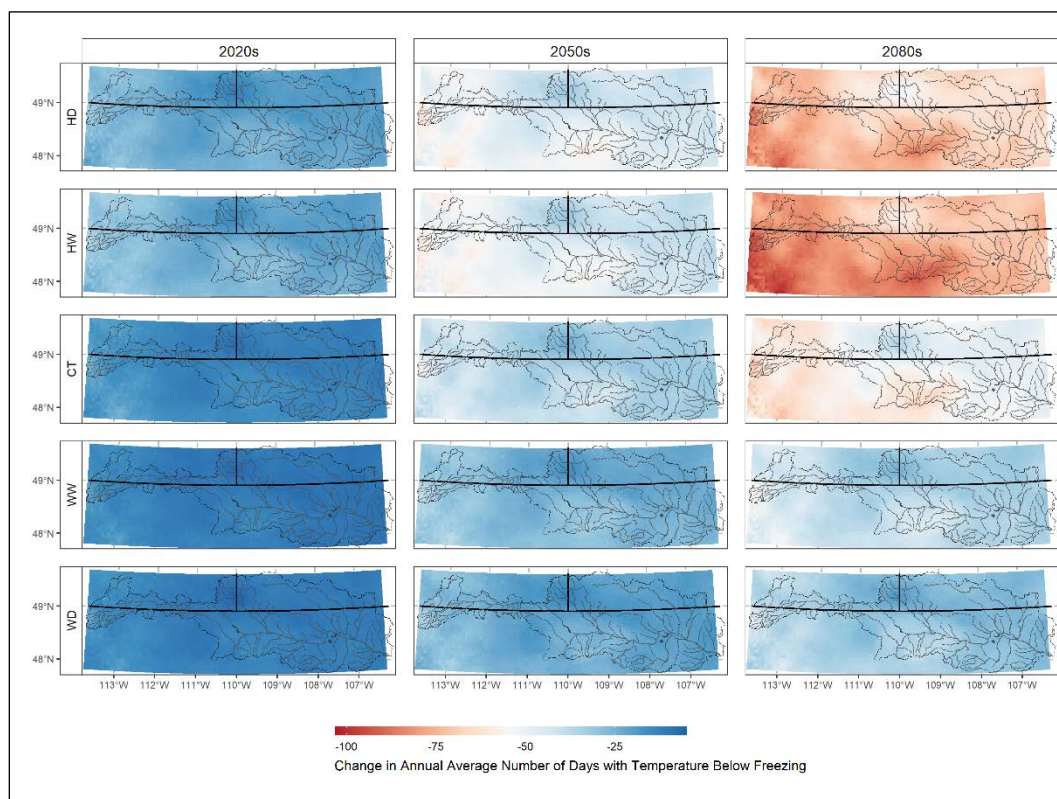 2020s 2050s 2080s
HD
49°N
48°N
HW
49°N
48°N
CT
49°N
48°N
WW
49°N
48°N
WD
49°N
48°N
113°W 112°W 111°W 110°W 109°W 108°W 107°W 113°W 112°W 111°W 110°W 109°W 108°W 107°W 113°W 112°W 111°W 110°W 109°W 108°W 107°W
-100 -75 -50 -25
Change in Annual Average Number of Days with Temperature Below Freezing